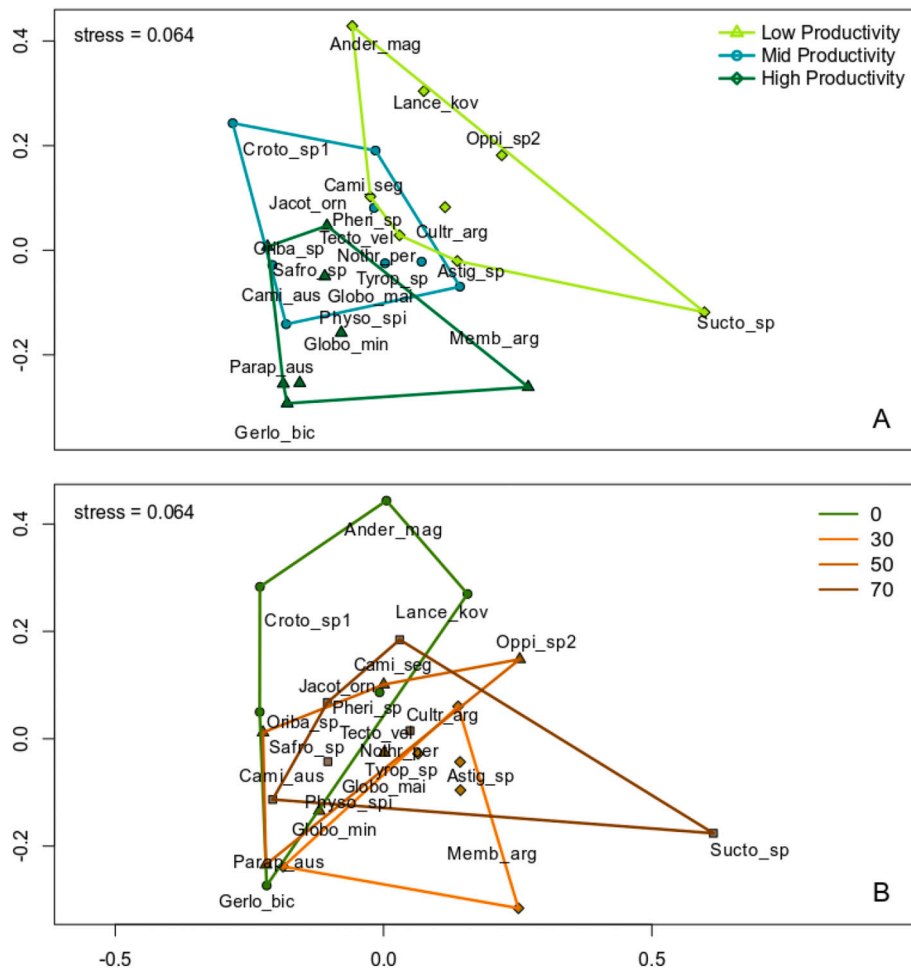 stress = 0.064
Low Productivity
Mid Productivity
High Productivity
0.4
0.2
0.0
-0.2
Ander_mag
Lance_kov
Oppi_sp2
Croto_sp1
Cami_seg
Jacot_orn
Pheri_sp
Cultr_arg
Tecto_vel
Oriba_sp
Nothr_per
Safro_sp
Tyrop_sp
Astig_sp
Cami_aus
Globo_mai
Physo_spi
Sucto_sp
Globo_min
Memb_arg
Parap_aus
Gerlo_bic
A
stress = 0.064
0
30
50
70
0.4
0.2
0.0
-0.2
Ander_mag
Lance_kov
Croto_sp1
Oppi_sp2
Cami_seg
Jacot_orn
Pheri_sp
Cultr_arg
Oriba_sp
Tecto_vel
Safro_sp
Nothr_per
Tyrop_sp
Astig_sp
Cami_aus
Globo_mai
Physo_spi
Globo_min
Sucto_sp
Memb_arg
Parap_aus
Gerlo_bic
B
-0.5
0.0
0.5